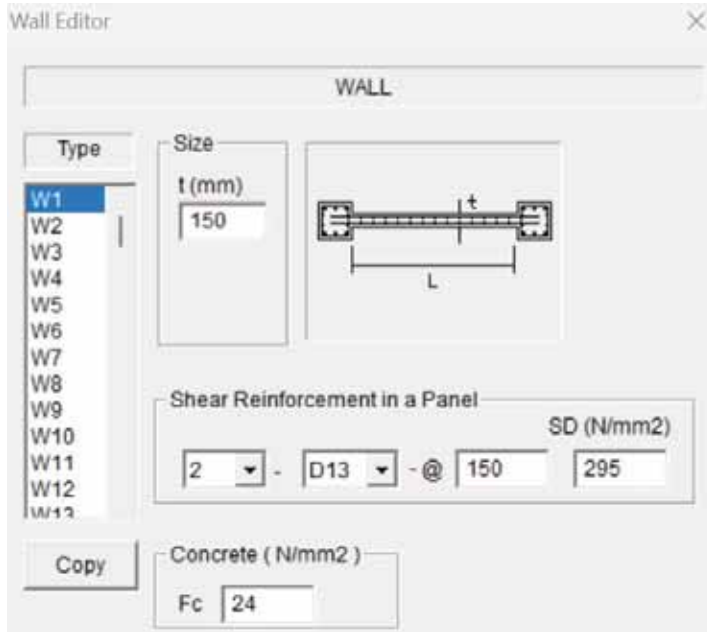 Wall Editor
WALL
Type
W1
W2
W3
W4
W5
W6
W7
W8
W9
W10
W11
W12
W13
Copy
Size
t (mm)
150
t
L
Shear Reinforcement in a Panel
SD (N/mm2)
2 - D13 - @ 150 295
Concrete ( N/mm2 )
Fc 24